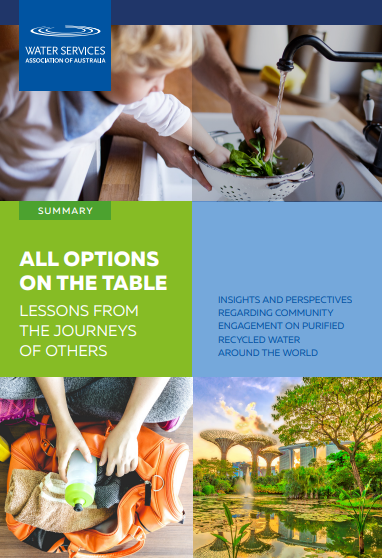 WATER SERVICES
ASSOCIATION OF AUSTRALIA
SUMMARY
ALL OPTIONS
ON THE TABLE
LESSONS FROM
THE JOURNEYS
OF OTHERS
INSIGHTS AND PERSPECTIVES
REGARDING COMMUNITY
ENGAGEMENT ON PURIFIED
RECYCLED WATER
AROUND THE WORLD